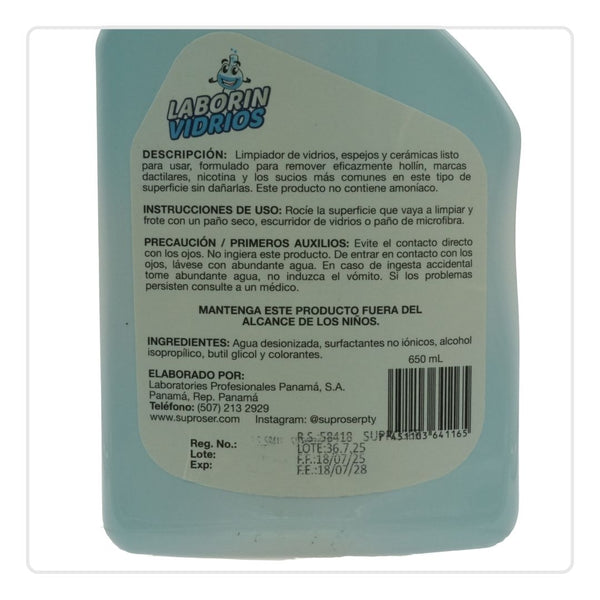 LABORIN
VIDRIOS
DESCRIPCIÓN: Limpiador de vidrios, espejos y cerámicas listo
para usar, formulado para remover eficazmente hollín, marcas
dactilares, nicotina y los sucios más comunes en este tipo de
superficie sin dañarlas. Este producto no contiene amoníaco.
INSTRUCCIONES DE USO: Rocíe la superficie que vaya a limpiar y
frote con un paño seco, escurridor de vidrios o paño de microfibra.
PRECAUCIÓN / PRIMEROS AUXILIOS: Evite el contacto directo
con los ojos. No ingiera este producto. De entrar en contacto con los
ojos, lávese con abundante agua. En caso de ingesta accidental
tome abundante agua, no induzca el vómito. Si los problemas
persisten consulte a un médico.
MANTENGA ESTE PRODUCTO FUERA DEL
ALCANCE DE LOS NIÑOS.
INGREDIENTES: Agua desionizada, surfactantes no iónicos, alcohol
isopropílico, butil glicol y colorantes.
650 mL
ELABORADO POR:
Laboratories Profesionales Panamá, S.A.
Panamá, Rep. Panamá
Teléfono: (507) 213 2929
www.suproser.com Instagram: @suproserpty
7 451103 641165
Reg. No.: R.S. 58418
Lote: LOTE:36.7.25
F.F.:18/07/25
Exp: F.E.:18/07/28